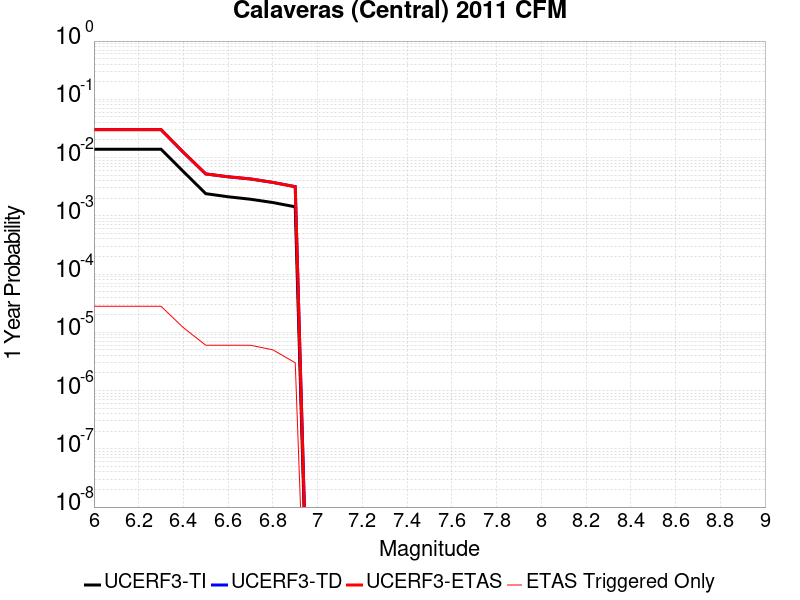 Calaveras (Central) 2011 CFM
10^0
10^-1
10^-2
10^-3
10^-4
10^-5
10^-6
10^-7
10^-8
1 Year Probability
6 6.2 6.4 6.6 6.8 7 7.2 7.4 7.6 7.8 8 8.2 8.4 8.6 8.8 9
Magnitude
UCERF3-TI UCERF3-TD UCERF3-ETAS ETAS Triggered Only